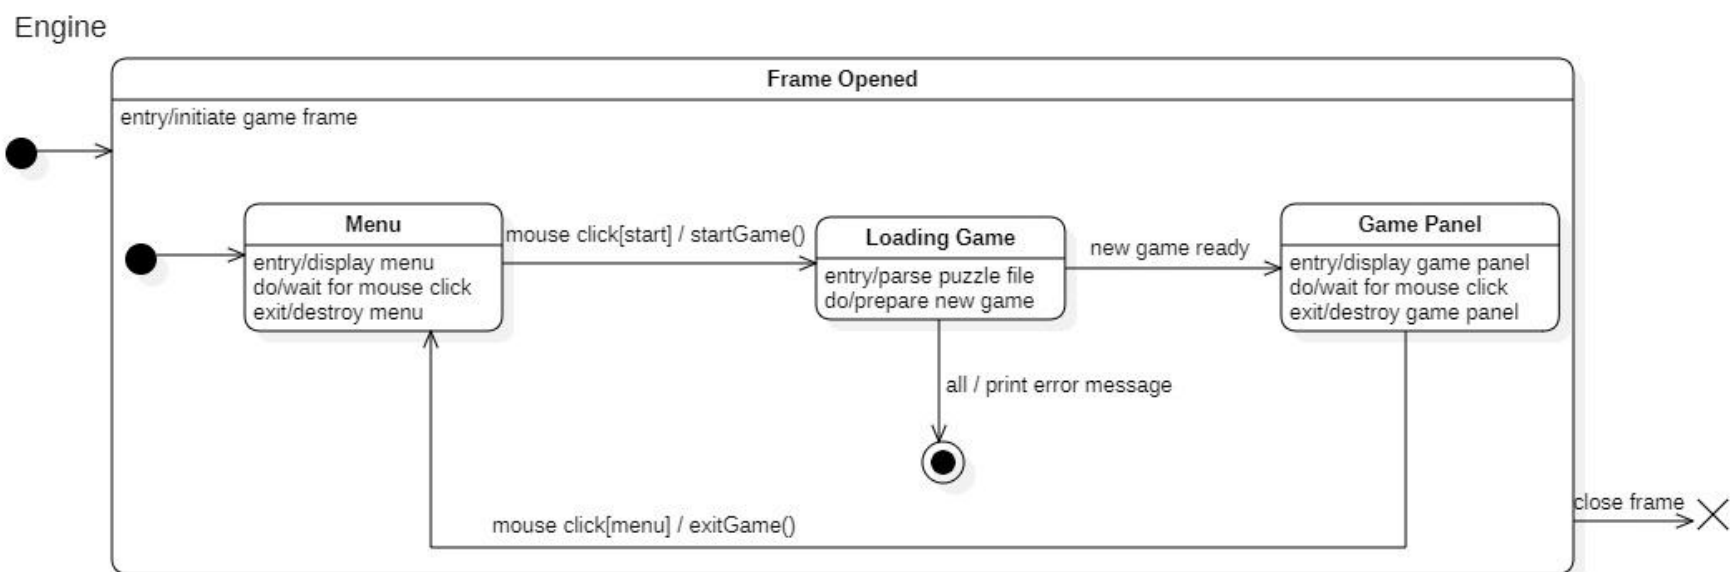 Engine
Frame Opened
entry/initiate game frame
Menu
entry/display menu
do/wait for mouse click
exit/destroy menu
mouse click[start] / startGame()
Loading Game
entry/parse puzzle file
do/prepare new game
new game ready
Game Panel
entry/display game panel
do/wait for mouse click
exit/destroy game panel
all / print error message
mouse click[menu] / exitGame()
close frame